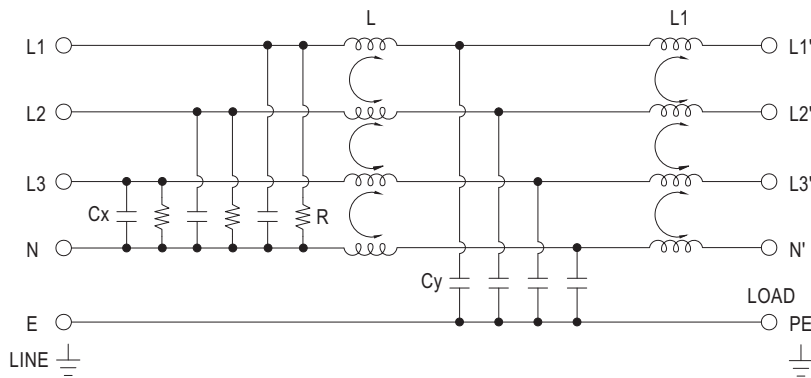 L L1
L1 L1'
L2 L2'
L3 L3'
Cx R
N N'
Cy
LOAD
E PE
LINE